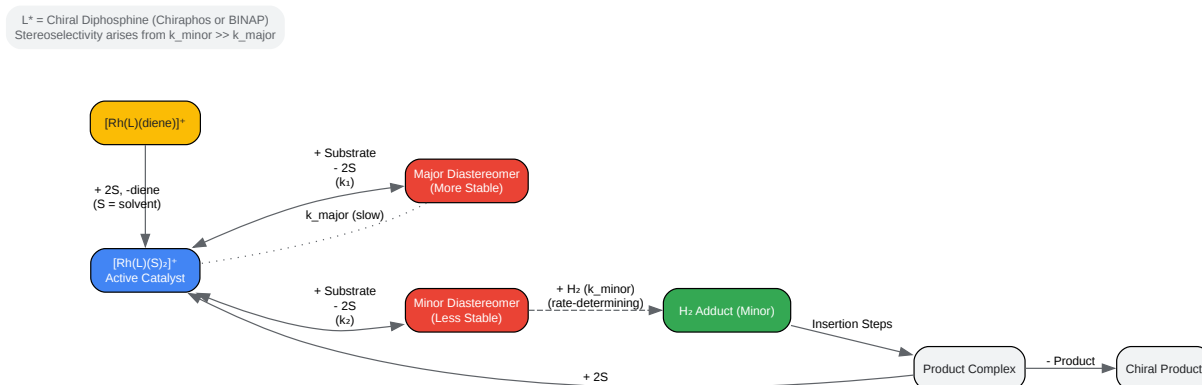 L* = Chiral Diphosphine (Chiraphos or BINAP)
Stereoselectivity arises from k_minor >> k_major
[Rh(L)(diene)]⁺
+ 2S, -diene
(S = solvent)
+ Substrate
- 2S
(k₁)
Major Diastereomer
(More Stable)
k_major (slow)
[Rh(L)(S)₂]⁺
Active Catalyst
+ Substrate
- 2S
(k₂)
Minor Diastereomer
(Less Stable)
+ H₂ (k_minor)
(rate-determining)
H₂ Adduct (Minor)
Insertion Steps
Product Complex
- Product
Chiral Product
+ 2S